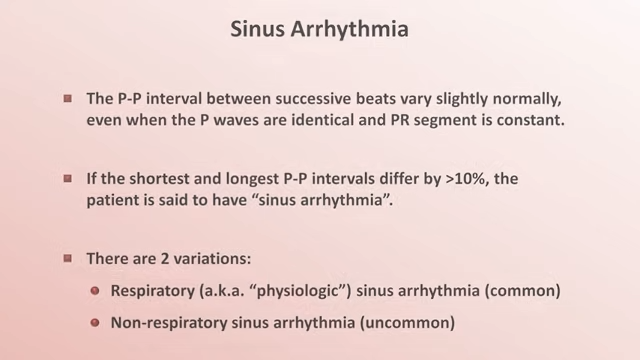 Sinus Arrhythmia
The P-P interval between successive beats vary slightly normally,
even when the P waves are identical and PR segment is constant.
If the shortest and longest P-P intervals differ by >10%, the
patient is said to have “sinus arrhythmia”.
There are 2 variations:
Respiratory (a.k.a. “physiologic”) sinus arrhythmia (common)
Non-respiratory sinus arrhythmia (uncommon)